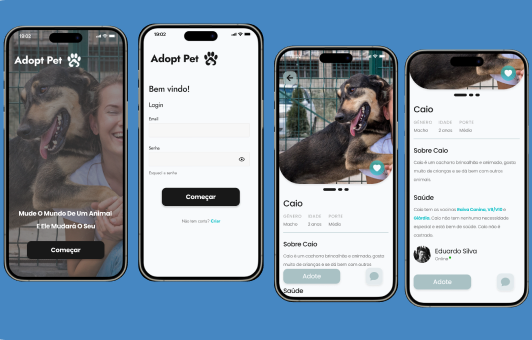 19:02
Adopt Pet
Mude O Mundo De Um Animal
E Ele Mudará O Seu
Começar
19:02
Adopt Pet
Bem vindo!
Login
Email
Senha
Esqueci a senha
Começar
Não tem conta? Criar
Caio
GÊNERO IDADE PORTE
Macho 2 anos Médio
Sobre Caio
Caio é um cachorro brincalhão e animado, gosta
muito de crianças e se dá bem com outros
Adote
Saúde
Caio
GÊNERO IDADE PORTE
Macho 2 anos Médio
Sobre Caio
Caio é um cachorro brincalhão e animado, gosta
muito de crianças e se dá bem com outros
animais.
Saúde
Caio tem as vacinas Raiva Canina, V8/V10 e
Giárdia. Caio não tem nenhuma necessidade
especial e está bem de saúde. Caio não é
castrado.
Eduardo Silva
Online
Adote